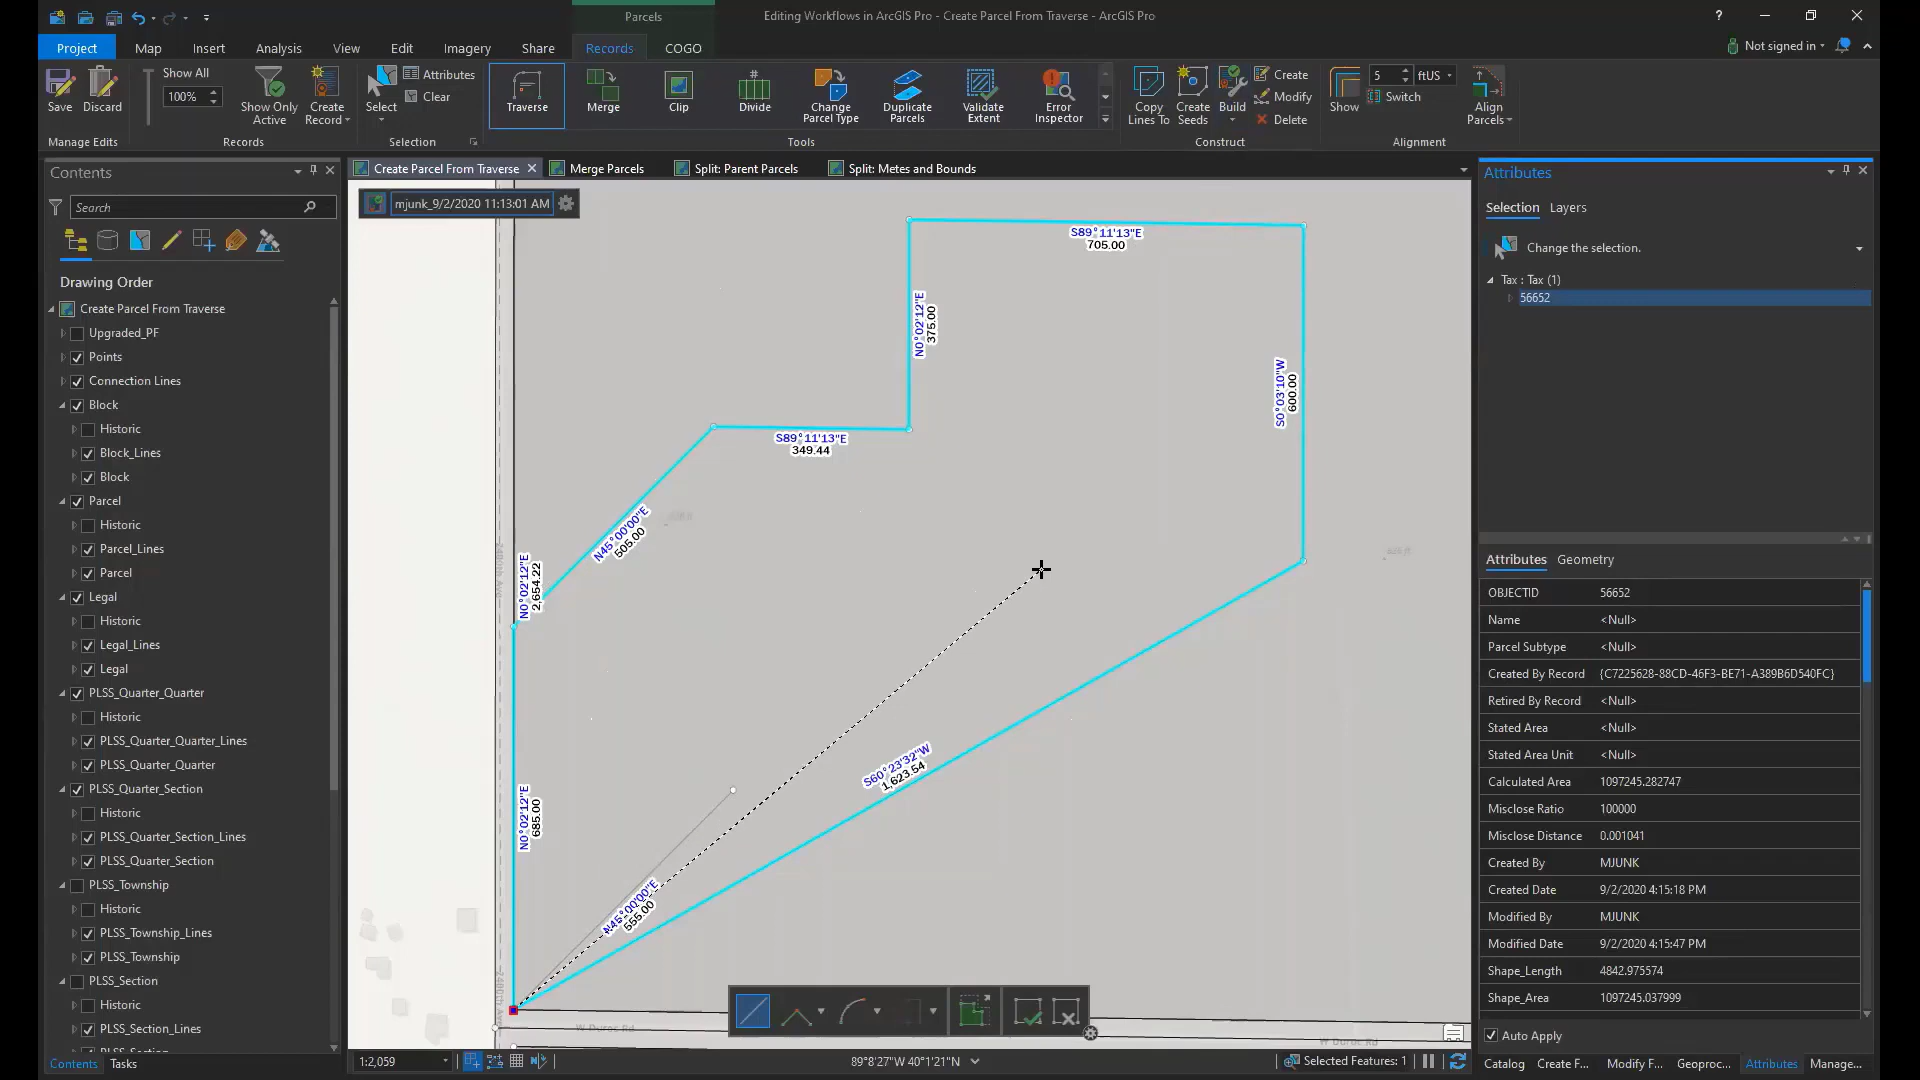 Parcels
Editing Workflows in ArcGIS Pro - Create Parcel From Traverse - ArcGIS Pro
?
Project
Map
Insert
Analysis
View
Edit
Imagery
Share
Records
COGO
Not signed in
Save
Discard
Manage Edits
Show All
100%
Show Only
Active
Create
Record
Records
Select
Attributes
Clear
Selection
Traverse
Merge
Clip
Divide
Change
Parcel Type
Duplicate
Parcels
Validate
Extent
Error
Inspector
Tools
Copy
Lines To
Create
Seeds
Build
Create
Modify
Delete
Construct
Show
5 ftUS
Switch
Align
Parcels
Alignment
Contents
Search
Drawing Order
Create Parcel From Traverse
Upgraded_PF
Points
Connection Lines
Block
Historic
Block_Lines
Block
Parcel
Historic
Parcel_Lines
Parcel
Legal
Historic
Legal_Lines
Legal
PLSS_Quarter_Quarter
Historic
PLSS_Quarter_Quarter_Lines
PLSS_Quarter_Quarter
PLSS_Quarter_Section
Historic
PLSS_Quarter_Section_Lines
PLSS_Quarter_Section
PLSS_Township
Historic
PLSS_Township_Lines
PLSS_Township
PLSS_Section
Historic
PLSS_Section_Lines
Contents
Tasks
Create Parcel From Traverse
Merge Parcels
Split: Parent Parcels
Split: Metes and Bounds
mjunk_9/2/2020 11:13:01 AM
S89°11'13"E
705.00
N0°02'12"E
375.00
S0°03'10"W
600.00
S89°11'13"E
349.44
N45°00'00"E
505.00
N0°02'12"E
2,654.22
S60°23'32"W
1,623.54
N0°02'12"E
685.00
N45°00'00"E
555.00
W Duroc Rd
W Duroc Rd
1:2,059
89°8'27"W 40°1'21"N
Selected Features: 1
Attributes
Selection
Layers
Change the selection.
Tax : Tax (1)
56652
Attributes
Geometry
OBJECTID 56652
Name <Null>
Parcel Subtype <Null>
Created By Record {C7225628-88CD-46F3-BE71-A389B6D540FC}
Retired By Record <Null>
Stated Area <Null>
Stated Area Unit <Null>
Calculated Area 1097245.282747
Misclose Ratio 100000
Misclose Distance 0.001041
Created By MJUNK
Created Date 9/2/2020 4:15:18 PM
Modified By MJUNK
Modified Date 9/2/2020 4:15:47 PM
Shape_Length 4842.975574
Shape_Area 1097245.037999
Auto Apply
Catalog
Create F...
Modify F...
Geoproc...
Attributes
Manage...